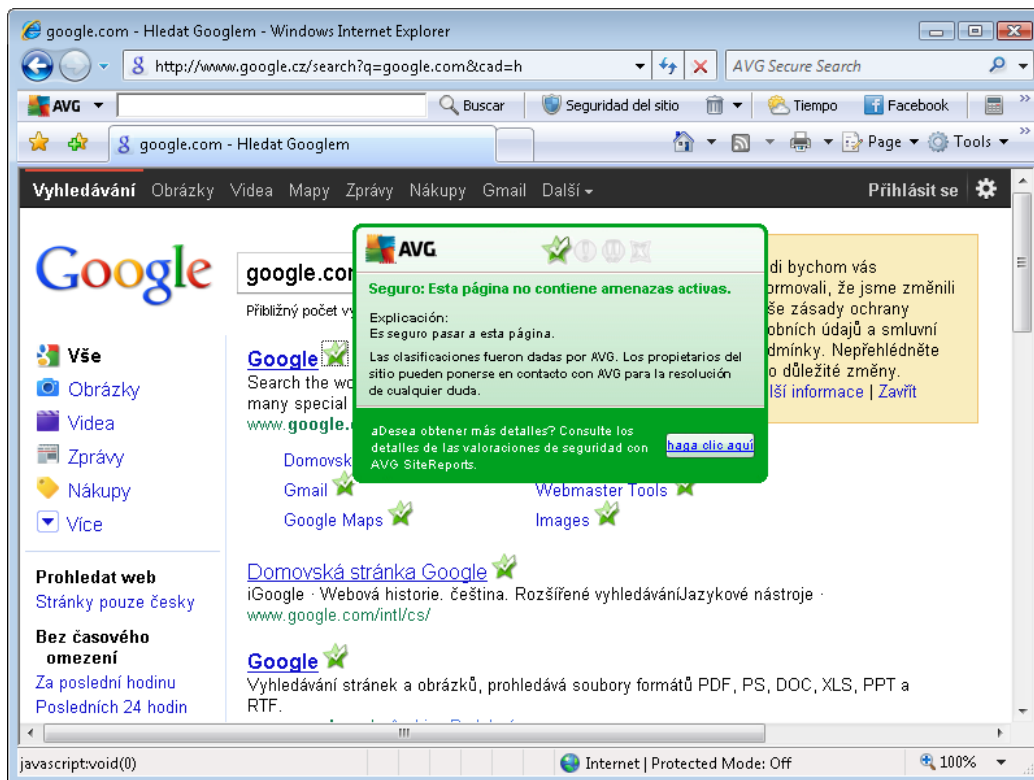 google.com - Hledat Googlem - Windows Internet Explorer
http://www.google.cz/search?q=google.com&cad=h
AVG Secure Search
AVG
Buscar
Seguridad del sitio
Tiempo
Facebook
google.com - Hledat Googlem
Page
Tools
Vyhledávání Obrázky Videa Mapy Zprávy Nákupy Gmail Další
Přihlásit se
Google
google.co
Přibližný počet v
AVG
Seguro: Esta página no contiene amenazas activas.
Explicación:
Es seguro pasar a esta página.
Las clasificaciones fueron dadas por AVG. Los propietarios del
sitio pueden ponerse en contacto con AVG para la resolución
de cualquier duda.
aDesea obtener más detalles? Consulte los
detalles de las valoraciones de seguridad con
AVG SiteReports.
haga clic aquí
di bychom vás
ormovali, že jsme změnili
še zásady ochrany
obních údajů a smluvní
dmínky. Nepřehlédněte
o důležité změny.
lší informace | Zavřít
Vše
Obrázky
Videa
Zprávy
Nákupy
Více
Prohledat web
Stránky pouze česky
Bez časového
omezení
Za poslední hodinu
Posledních 24 hodin
Google
Search the wo
many special
www.google.
Domovsk
Gmail
Webmaster Tools
Google Maps
Images
Domovská stránka Google
iGoogle · Webová historie. čeština. Rozšířené vyhledáváníJazykové nástroje ·
www.google.com/intl/cs/
Google
Vyhledávání stránek a obrázků, prohledává soubory formátů PDF, PS, DOC, XLS, PPT a
RTF.
javascript:void(0)
Internet | Protected Mode: Off
100%